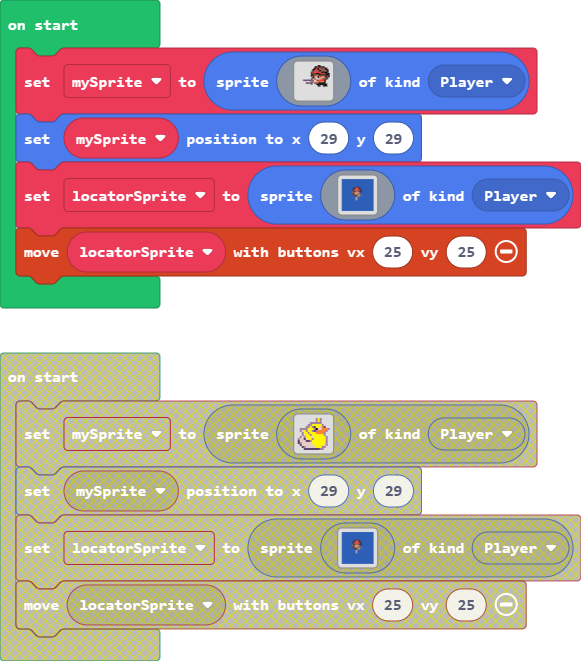 on start
set mySprite to sprite of kind Player
set mySprite position to x 29 y 29
set locatorSprite to sprite of kind Player
move locatorSprite with buttons vx 25 vy 25
on start
set mySprite to sprite of kind Player
set mySprite position to x 29 y 29
set locatorSprite to sprite of kind Player
move locatorSprite with buttons vx 25 vy 25